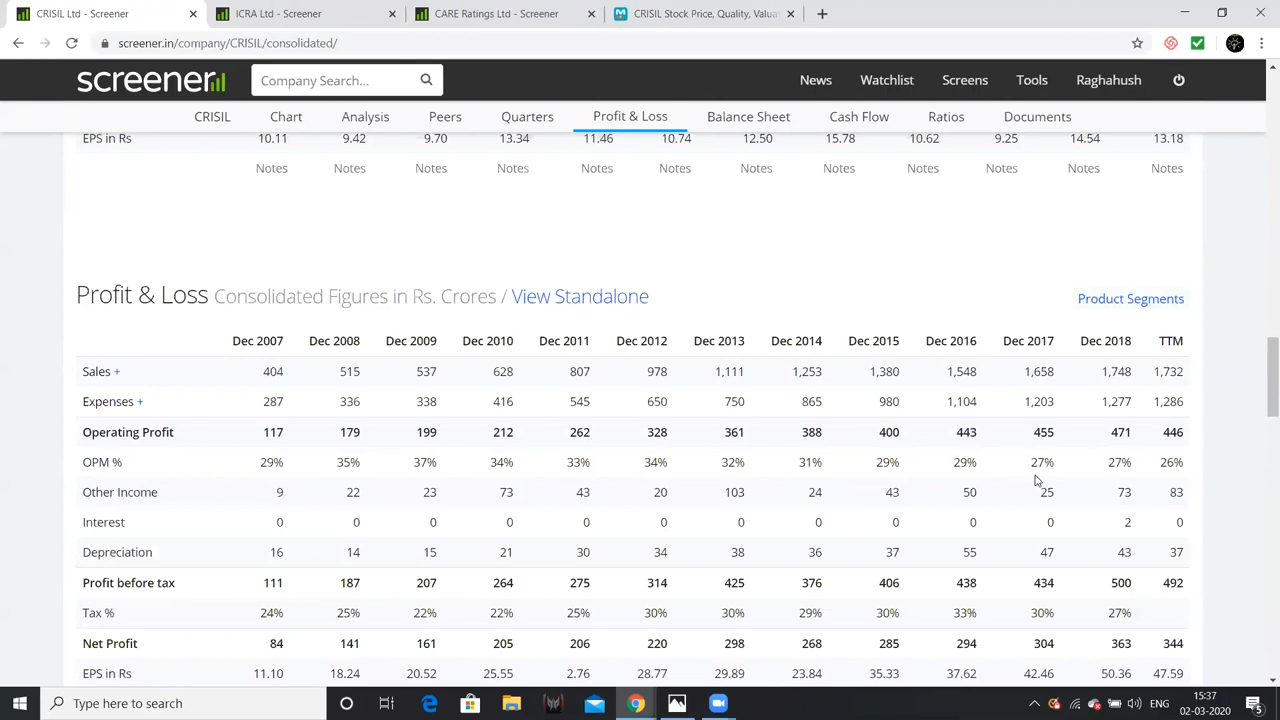 CRISIL Ltd - Screener
ICRA Ltd - Screener
CARE Ratings Ltd - Screener
CRISIL Stock Price, Quality, Valua
screener.in/company/CRISIL/consolidated/
screener
Company Search...
News Watchlist Screens Tools Raghahush
CRISIL Chart Analysis Peers Quarters Profit & Loss Balance Sheet Cash Flow Ratios Documents
EPS in Rs 10.11 9.42 9.70 13.34 11.46 10.74 12.50 15.78 10.62 9.25 14.54 13.18
Notes Notes Notes Notes Notes Notes Notes Notes Notes Notes Notes Notes
Profit & Loss Consolidated Figures in Rs. Crores / View Standalone
Product Segments
Dec 2007 Dec 2008 Dec 2009 Dec 2010 Dec 2011 Dec 2012 Dec 2013 Dec 2014 Dec 2015 Dec 2016 Dec 2017 Dec 2018 TTM
Sales + 404 515 537 628 807 978 1,111 1,253 1,380 1,548 1,658 1,748 1,732
Expenses + 287 336 338 416 545 650 750 865 980 1,104 1,203 1,277 1,286
Operating Profit 117 179 199 212 262 328 361 388 400 443 455 471 446
OPM % 29% 35% 37% 34% 33% 34% 32% 31% 29% 29% 27% 27% 26%
Other Income 9 22 23 73 43 20 103 24 43 50 25 73 83
Interest 0 0 0 0 0 0 0 0 0 0 0 2 0
Depreciation 16 14 15 21 30 34 38 36 37 55 47 43 37
Profit before tax 111 187 207 264 275 314 425 376 406 438 434 500 492
Tax % 24% 25% 22% 22% 25% 30% 30% 29% 30% 33% 30% 27%
Net Profit 84 141 161 205 206 220 298 268 285 294 304 363 344
EPS in Rs 11.10 18.24 20.52 25.55 2.76 28.77 29.89 23.84 35.33 37.62 42.46 50.36 47.59
Type here to search
ENG
15:37
02-03-2020
5